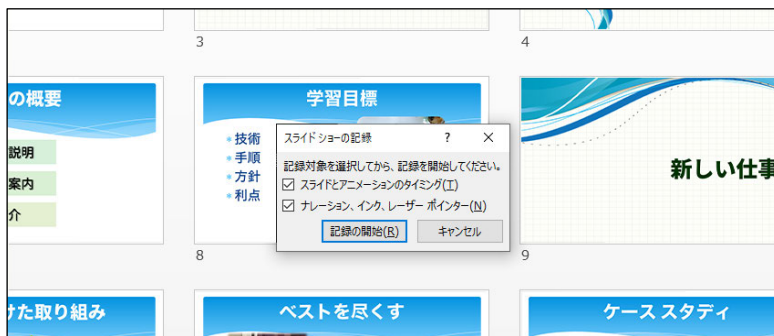 3
4
の概要
説明
案内
介
学習目標
技術
手順
方針
利点
スライド ショーの記録
?
記録対象を選択してから、記録を開始してください。
スライドとアニメーションのタイミング(T)
ナレーション、インク、レーザー ポインター(N)
記録の開始(R)
キャンセル
新しい仕事
8
9
けた取り組み
ベストを尽くす
ケース スタディ